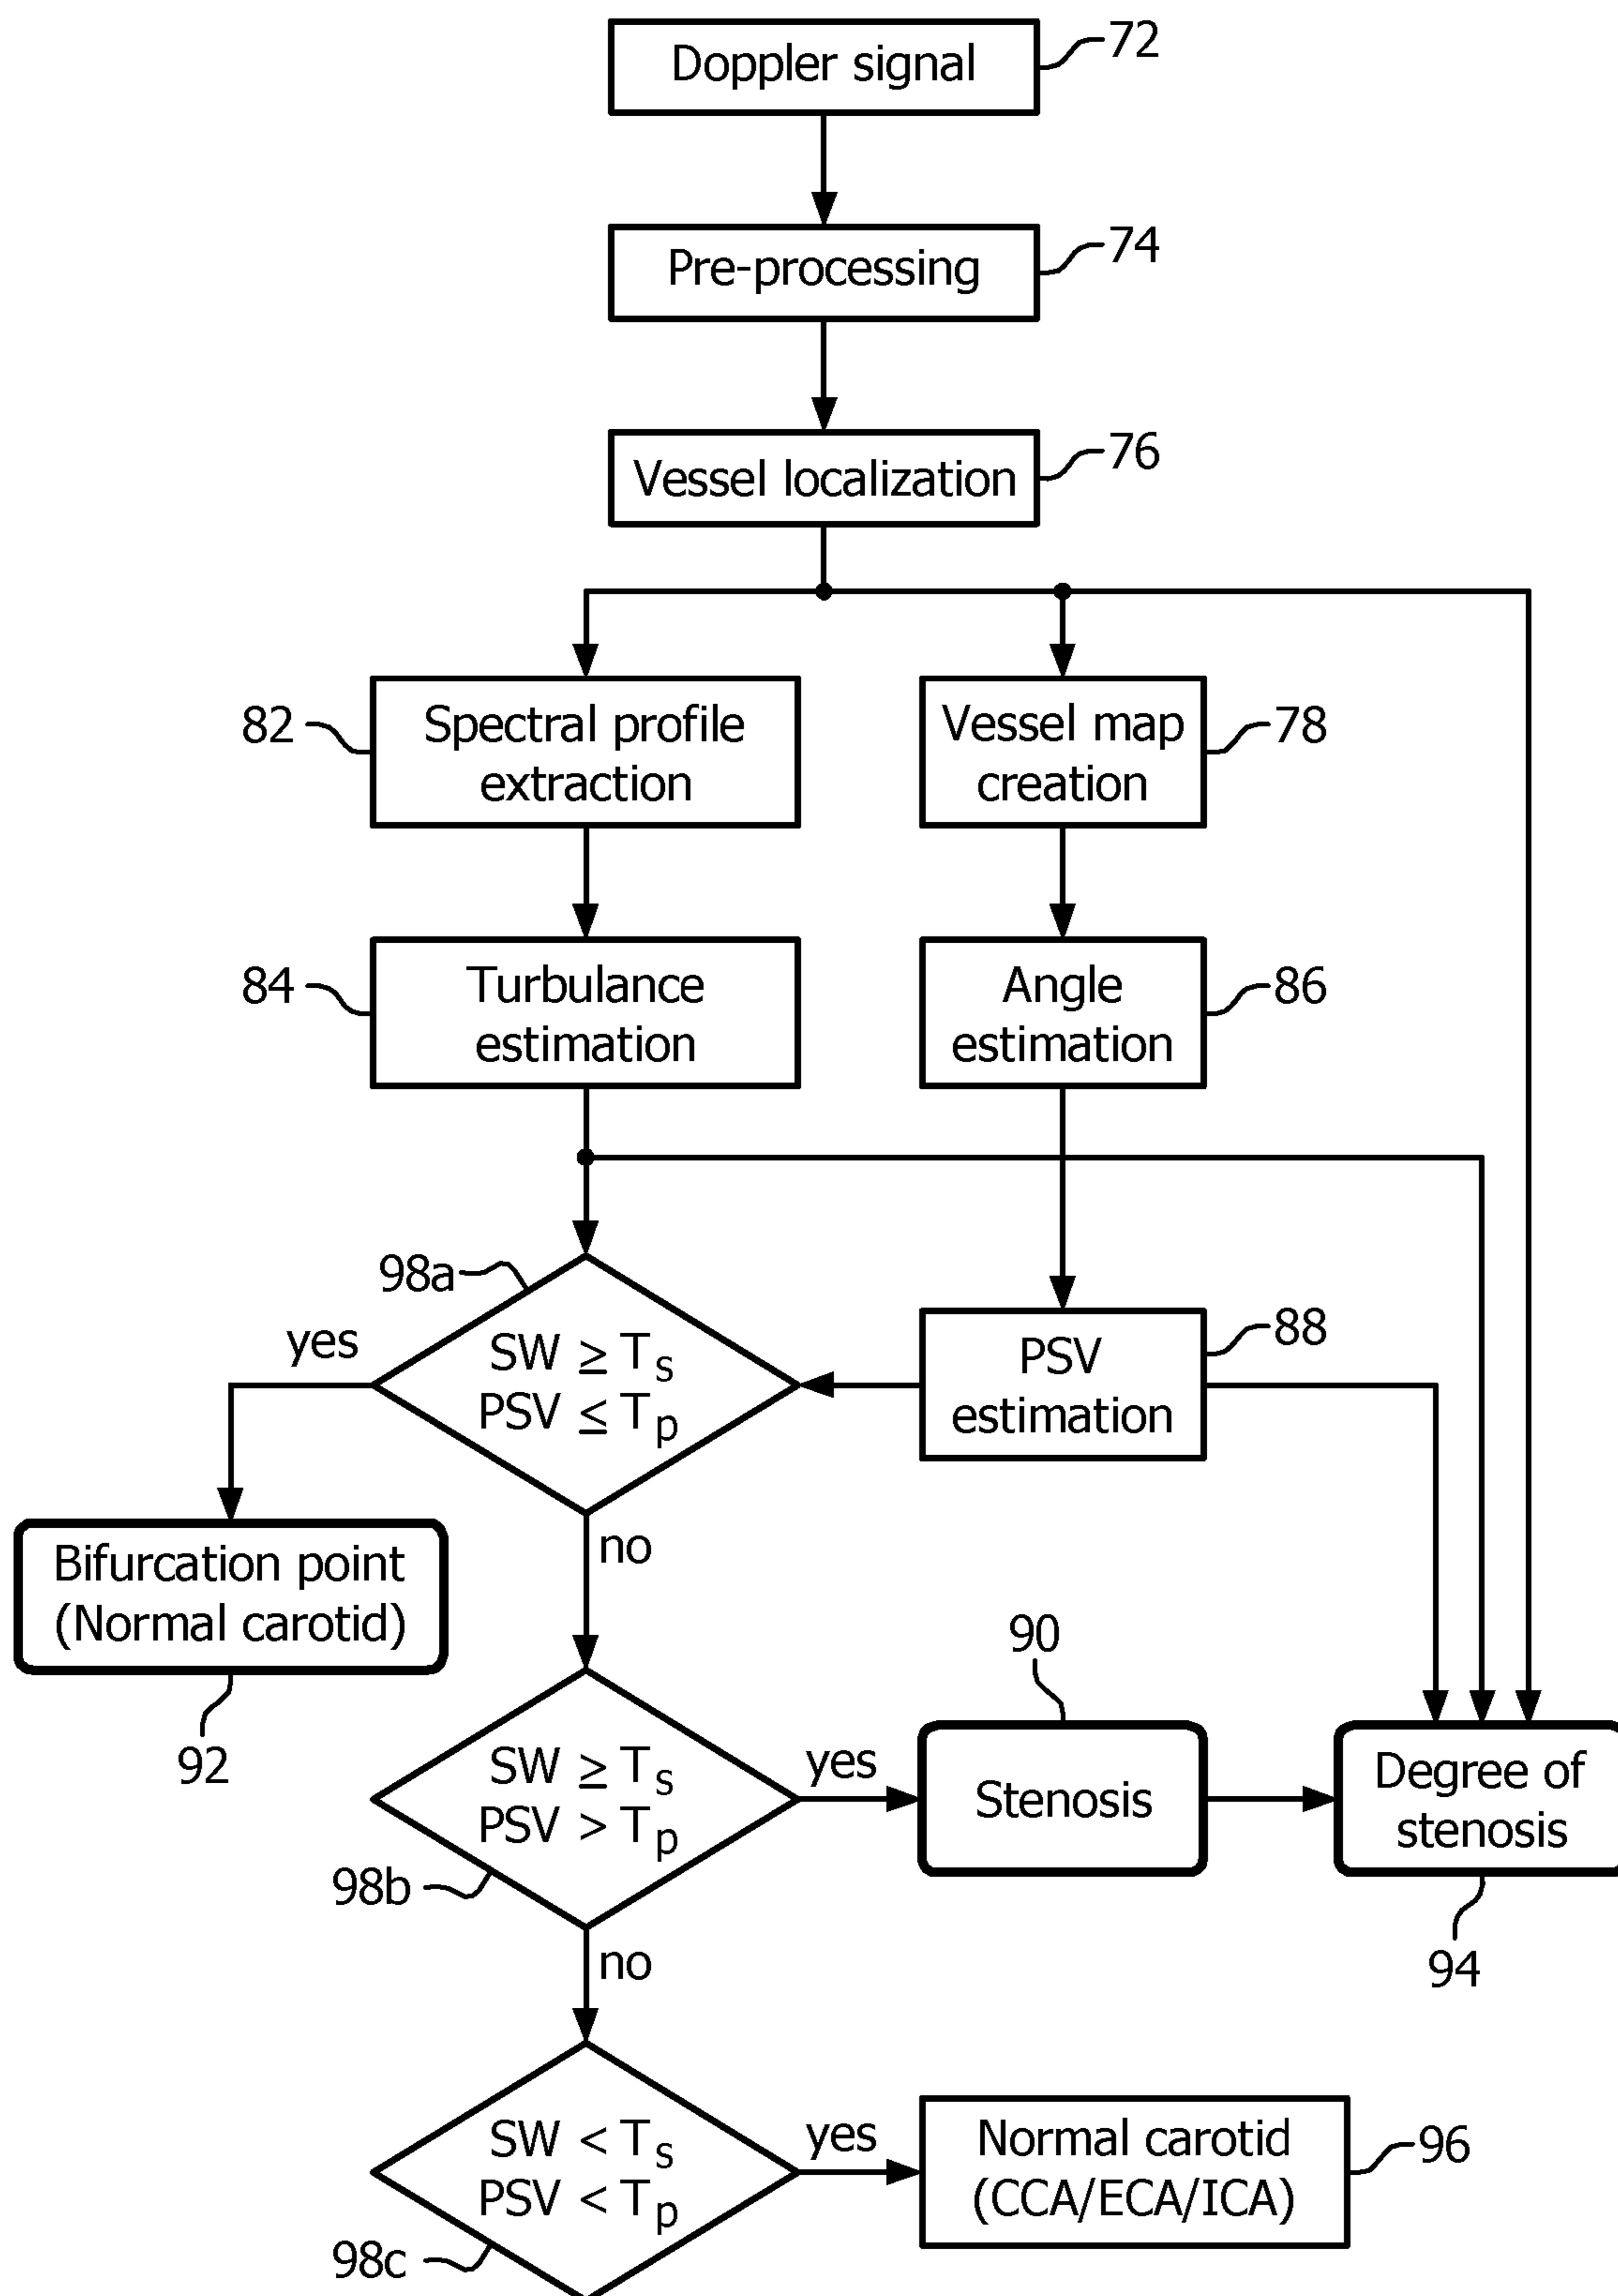 Doppler signal
72
Pre-processing
74
Vessel localization
76
82
Spectral profile
extraction
Vessel map
creation
78
84
Turbulance
estimation
Angle
estimation
86
98a
yes
SW ≥ Ts
PSV ≤ Tp
PSV
estimation
88
no
Bifurcation point
(Normal carotid)
92
90
SW ≥ Ts
PSV > Tp
yes
98b
Stenosis
Degree of
stenosis
94
no
SW < Ts
PSV < Tp
yes
98c
Normal carotid
(CCA/ECA/ICA)
96